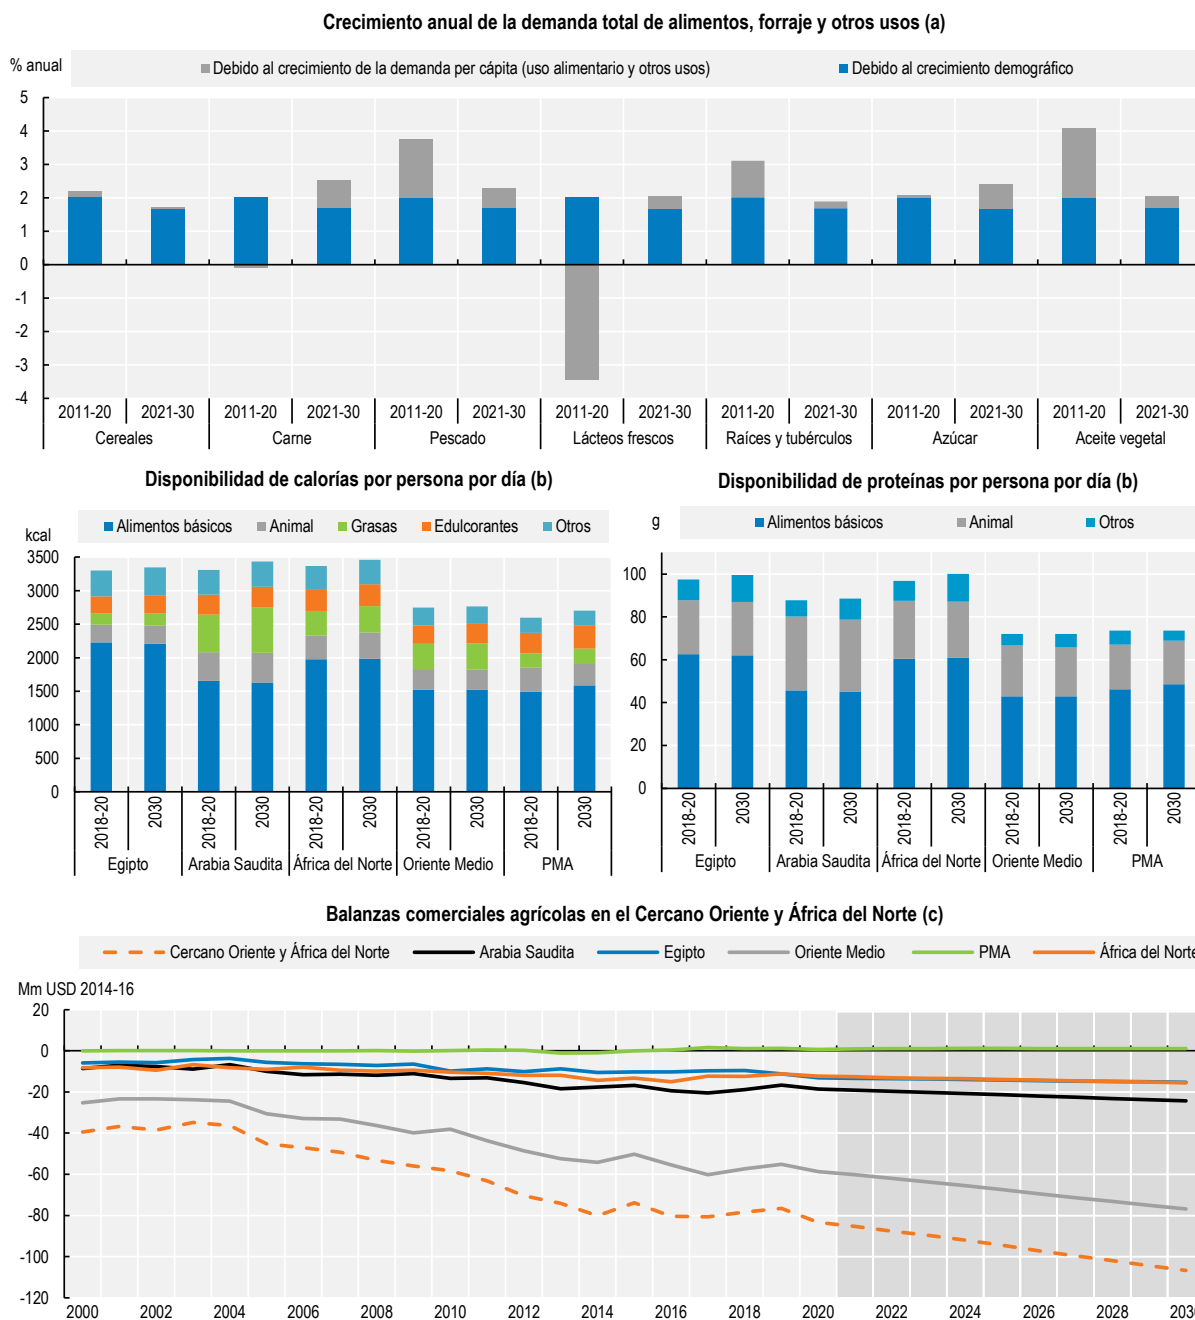 Crecimiento anual de la demanda total de alimentos, forraje y otros usos (a)
% anual
Debido al crecimiento de la demanda per cápita (uso alimentario y otros usos) Debido al crecimiento demográfico
5
4
3
2
1
0
-1
-2
-3
-4
2011-20 2021-30 2011-20 2021-30 2011-20 2021-30 2011-20 2021-30 2011-20 2021-30 2011-20 2021-30 2011-20 2021-30
Cereales Carne Pescado Lácteos frescos Raíces y tubérculos Azúcar Aceite vegetal
Disponibilidad de calorías por persona por día (b)
kcal
Alimentos básicos Animal Grasas Edulcorantes Otros
3500
3000
2500
2000
1500
1000
500
0
2018-20 2030 2018-20 2030 2018-20 2030 2018-20 2030 2018-20 2030
Egipto Arabia Saudita África del Norte Oriente Medio PMA
Disponibilidad de proteínas por persona por día (b)
g
Alimentos básicos Animal Otros
100
80
60
40
20
0
2018-20 2030 2018-20 2030 2018-20 2030 2018-20 2030 2018-20 2030
Egipto Arabia Saudita África del Norte Oriente Medio PMA
Balanzas comerciales agrícolas en el Cercano Oriente y África del Norte (c)
Cercano Oriente y África del Norte Arabia Saudita Egipto Oriente Medio PMA África del Norte
Mm USD 2014-16
20
0
-20
-40
-60
-80
-100
-120
2000 2002 2004 2006 2008 2010 2012 2014 2016 2018 2020 2022 2024 2026 2028 2030